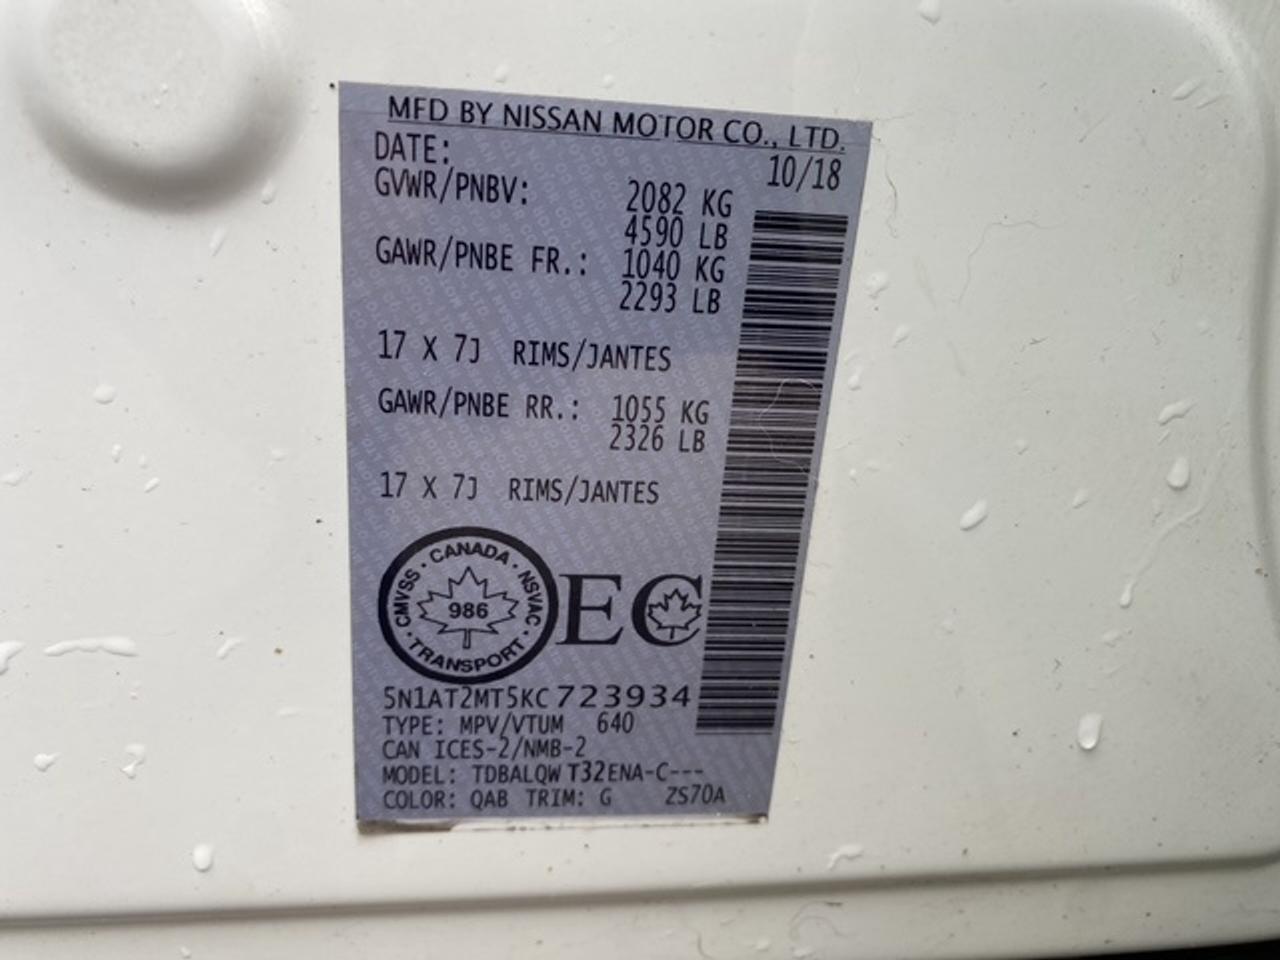 MFD BY NISSAN MOTOR CO., LTD.
DATE: 10/18
GVWR/PNBV: 2082 KG
4590 LB
GAWR/PNBE FR.: 1040 KG
2293 LB
17 X 7J RIMS/JANTES
GAWR/PNBE RR.: 1055 KG
2326 LB
17 X 7J RIMS/JANTES
CMVSS · CANADA · NSVAC · TRANSPORT ·
986
EC
5N1AT2MT5KC723934
TYPE: MPV/VTUM 640
CAN ICES-2/NMB-2
MODEL: TDBALQW T32ENA-C---
COLOR: QAB TRIM: G ZS70A